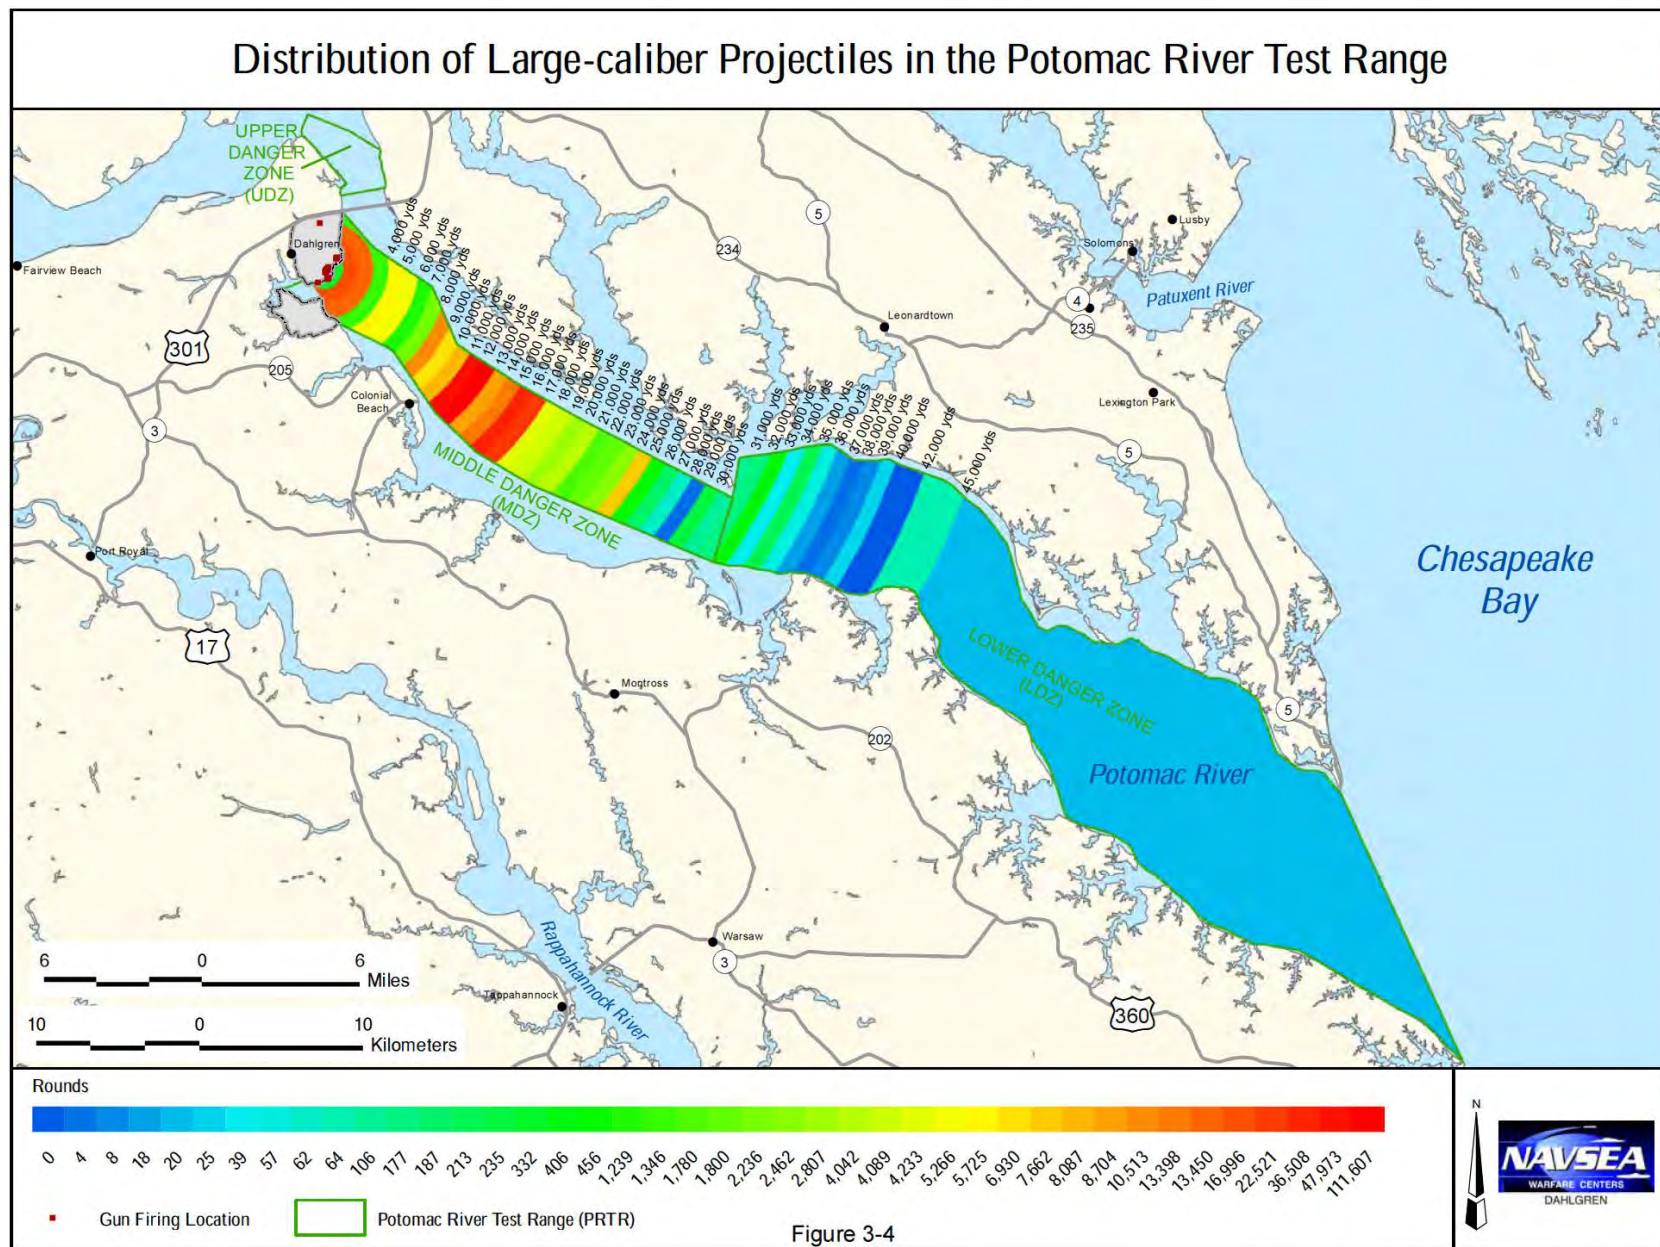 Distribution of Large-caliber Projectiles in the Potomac River Test Range
UPPER
DANGER
ZONE
(UDZ)
Dahlgren
Fairview Beach
301
205
3
Colonial
Beach
4,000 yds
5,000 yds
6,000 yds
7,000 yds
8,000 yds
9,000 yds
10,000 yds
11,000 yds
12,000 yds
13,000 yds
14,000 yds
15,000 yds
16,000 yds
17,000 yds
18,000 yds
19,000 yds
20,000 yds
21,000 yds
22,000 yds
23,000 yds
24,000 yds
25,000 yds
26,000 yds
27,000 yds
28,000 yds
29,000 yds
30,000 yds
31,000 yds
32,000 yds
33,000 yds
34,000 yds
35,000 yds
36,000 yds
37,000 yds
38,000 yds
39,000 yds
40,000 yds
42,000 yds
45,000 yds
5
234
Lusby
Solomons
4
235
Patuxent River
Leonardtown
Lexington Park
5
MIDDLE DANGER ZONE
(MDZ)
Port Royal
17
Chesapeake
Bay
LOWER DANGER ZONE
(LDZ)
Montross
202
5
Potomac River
Warsaw
3
Tappahannock
Rappahannock River
360
6 0 6
Miles
10 0 10
Kilometers
Rounds
0 4 8 18 20 25 39 57 62 64 106 177 187 213 235 332 406 456 1,239 1,346 1,780 1,800 2,236 2,462 2,807 4,042 4,089 4,233 5,266 5,725 6,930 7,662 8,087 8,704 10,513 13,398 13,450 16,996 22,521 36,508 47,973 111,607
Gun Firing Location
Potomac River Test Range (PRTR)
Figure 3-4
N
NAVSEA
WARFARE CENTERS
DAHLGREN